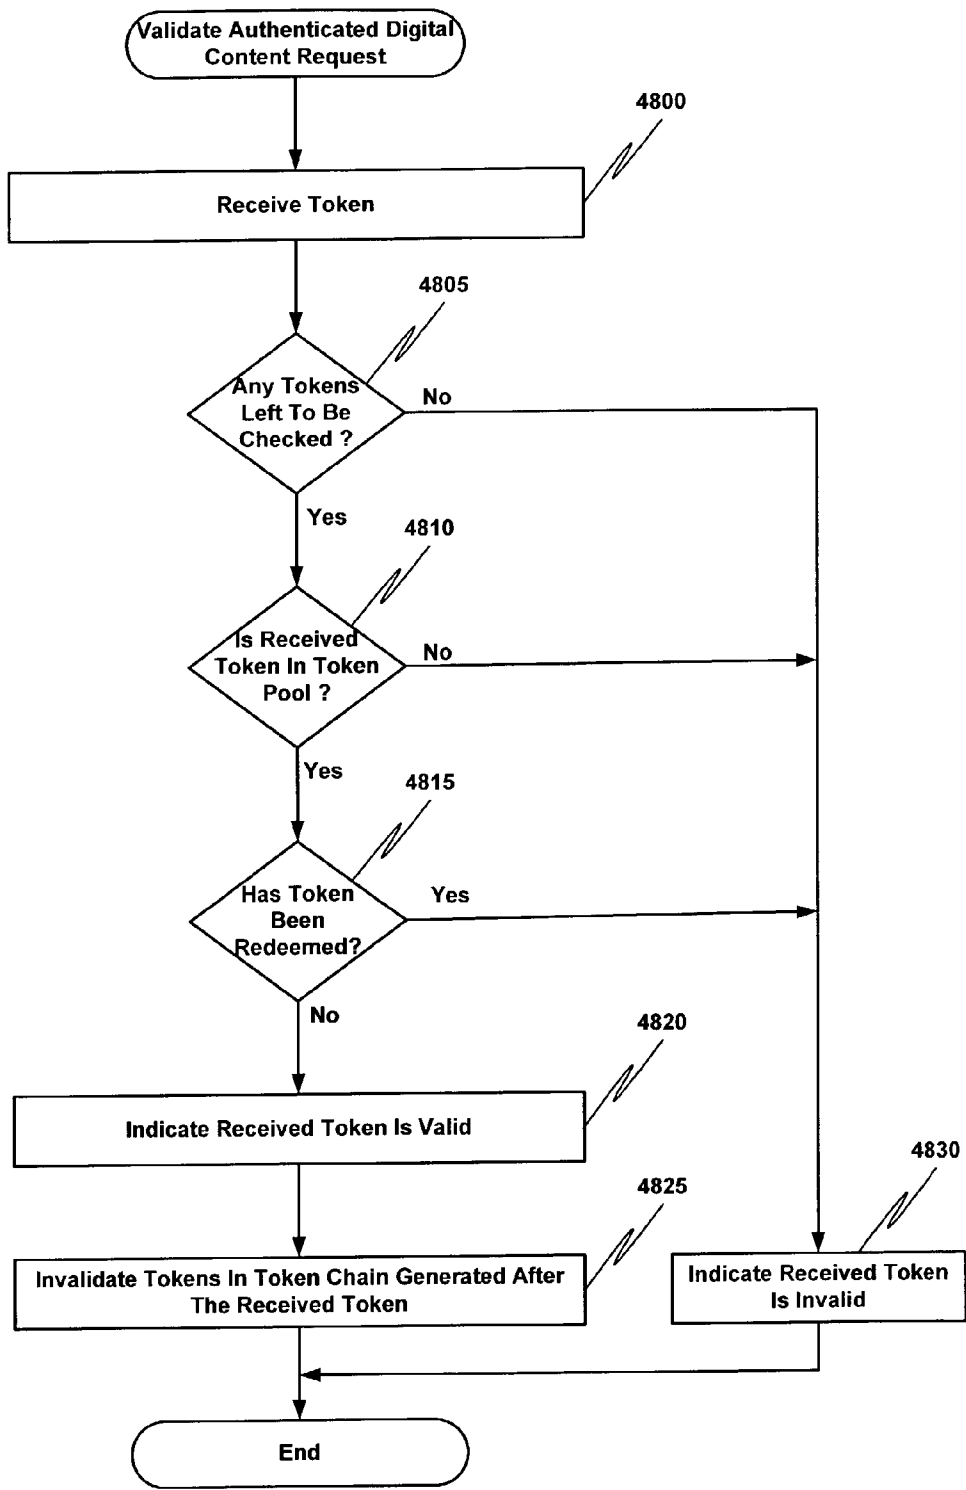 Validate Authenticated Digital
Content Request
4800
Receive Token
4805
Any Tokens
Left To Be
Checked ?
No
Yes
4810
Is Received
Token In Token
Pool ?
No
Yes
4815
Has Token
Been
Redeemed?
Yes
No
4820
Indicate Received Token Is Valid
4825
Invalidate Tokens In Token Chain Generated After
The Received Token
4830
Indicate Received Token
Is Invalid
End